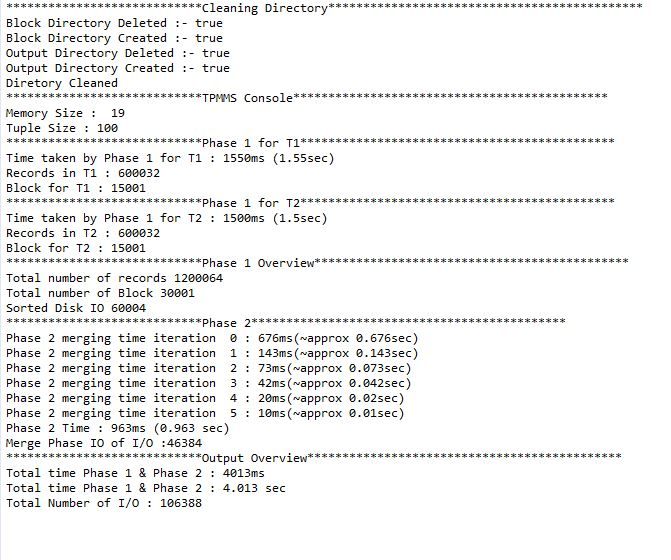 ****************************Cleaning Directory*********************************************
Block Directory Deleted :- true
Block Directory Created :- true
Output Directory Deleted :- true
Output Directory Created :- true
Diretory Cleaned
****************************TPMMS Console*********************************************
Memory Size :  19
Tuple Size : 100
****************************Phase 1 for T1*********************************************
Time taken by Phase 1 for T1 : 1550ms (1.55sec)
Records in T1 : 600032
Block for T1 : 15001
****************************Phase 1 for T2*********************************************
Time taken by Phase 1 for T2 : 1500ms (1.5sec)
Records in T2 : 600032
Block for T2 : 15001
****************************Phase 1 Overview*********************************************
Total number of records 1200064
Total number of Block 30001
Sorted Disk IO 60004
****************************Phase 2*********************************************
Phase 2 merging time iteration  0 : 676ms(~approx 0.676sec)
Phase 2 merging time iteration  1 : 143ms(~approx 0.143sec)
Phase 2 merging time iteration  2 : 73ms(~approx 0.073sec)
Phase 2 merging time iteration  3 : 42ms(~approx 0.042sec)
Phase 2 merging time iteration  4 : 20ms(~approx 0.02sec)
Phase 2 merging time iteration  5 : 10ms(~approx 0.01sec)
Phase 2 Time : 963ms (0.963 sec)
Merge Phase IO of I/O :46384
****************************Output Overview*********************************************
Total time Phase 1 & Phase 2 : 4013ms
Total time Phase 1 & Phase 2 : 4.013 sec
Total Number of I/O : 106388